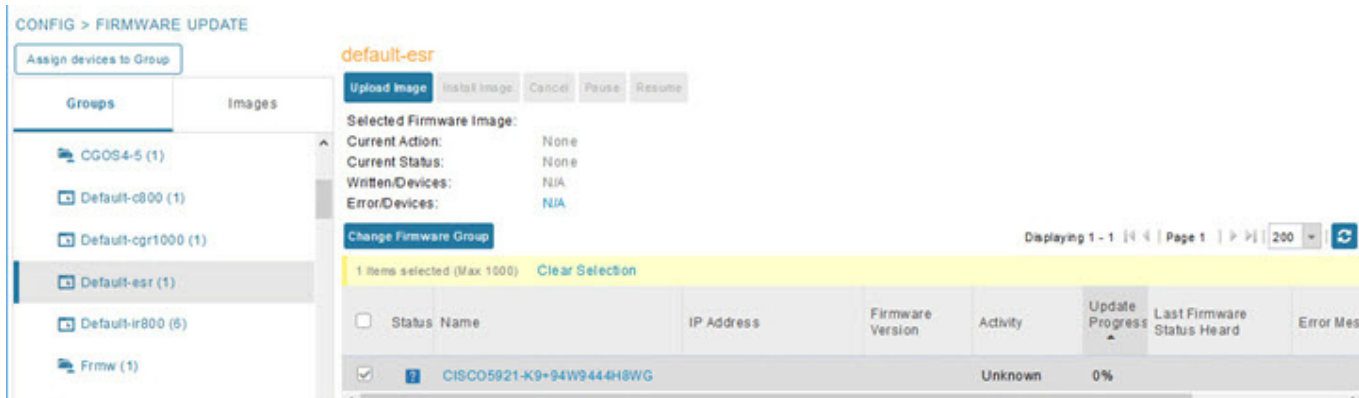 CONFIG > FIRMWARE UPDATE
Assign devices to Group
Groups Images
CGOS4-5 (1)
Default-c800 (1)
Default-cgr1000 (1)
Default-esr (1)
Default-ir800 (6)
Frmw (1)
default-esr
Upload Image Install Image Cancel Pause Resume
Selected Firmware Image:
Current Action: None
Current Status: None
Written/Devices: N/A
Error/Devices: N/A
Change Firmware Group
Displaying 1 - 1 | Page 1 | 200
1 Items selected (Max 1000) Clear Selection
Status Name IP Address Firmware Version Activity Update Progress Last Firmware Status Heard Error Mes
? CISCO5921-K9+94W9444H8WG Unknown 0%